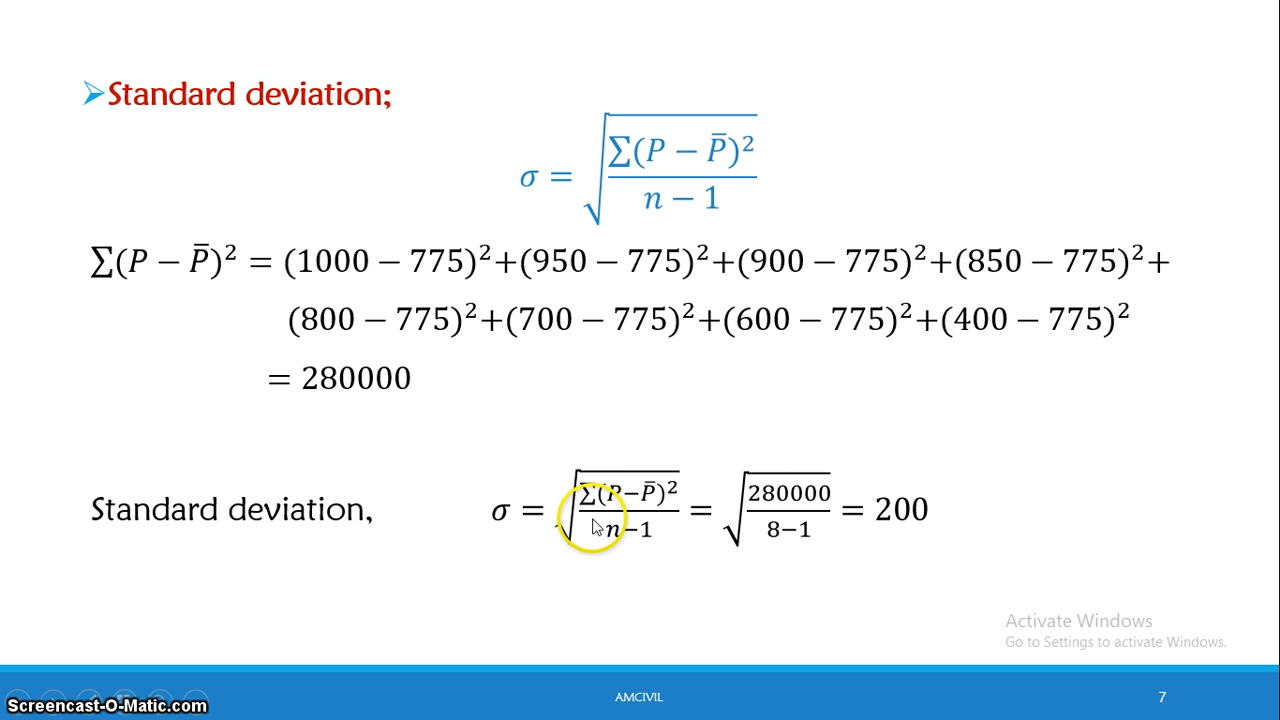 ➢Standard deviation;
σ = √(∑(P − P̅)² / (n − 1))
∑(P − P̅)² = (1000 − 775)²+(950 − 775)²+(900 − 775)²+(850 − 775)²+
(800 − 775)²+(700 − 775)²+(600 − 775)²+(400 − 775)²
= 280000
Standard deviation, σ = √(∑(P−P̅)² / (n−1)) = √(280000 / (8−1)) = 200
Activate Windows
Go to Settings to activate Windows.
AMCIVIL 7
Screencast-O-Matic.com